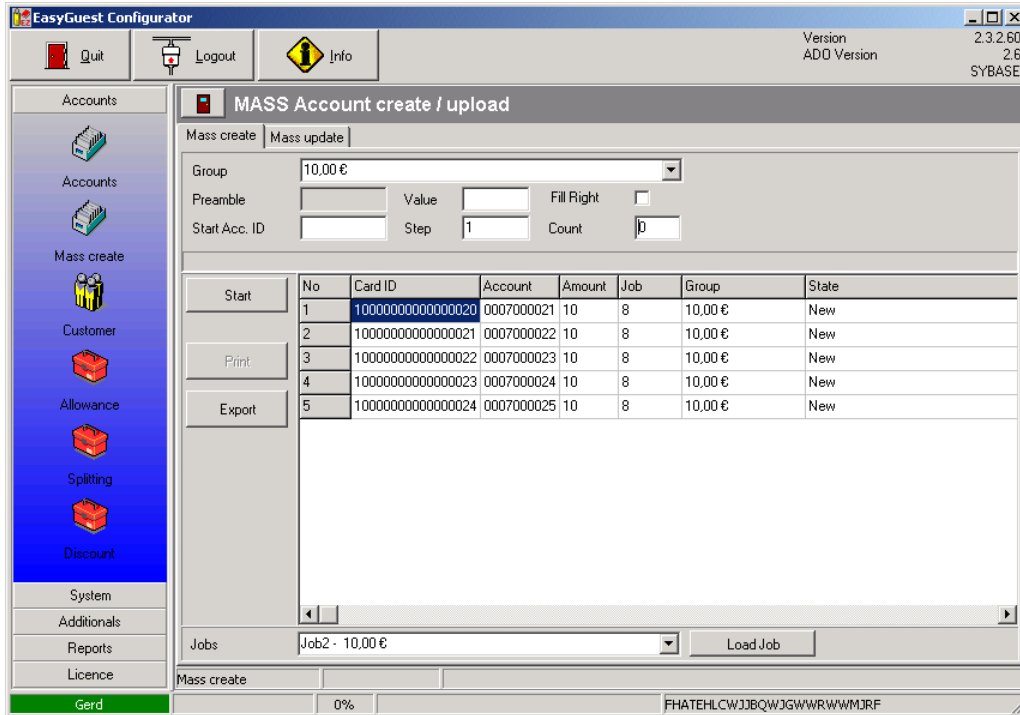 EasyGuest Configurator
Quit
Logout
Info
Version 2.3.2.60
ADO Version 2.6
SYBASE
Accounts
Accounts
Mass create
Customer
Allowance
Splitting
Discount
System
Additionals
Reports
Licence
MASS Account create / upload
Mass create Mass update
Group 10,00 €
Preamble Value Fill Right
Start Acc. ID Step 1 Count 0
Start
Print
Export
No Card ID Account Amount Job Group State
1 10000000000000020 0007000021 10 8 10,00 € New
2 10000000000000021 0007000022 10 8 10,00 € New
3 10000000000000022 0007000023 10 8 10,00 € New
4 10000000000000023 0007000024 10 8 10,00 € New
5 10000000000000024 0007000025 10 8 10,00 € New
Jobs Job2 - 10,00 € Load Job
Mass create
Gerd 0% FHATEHLCWJJBQWJGWWRWWMJRF